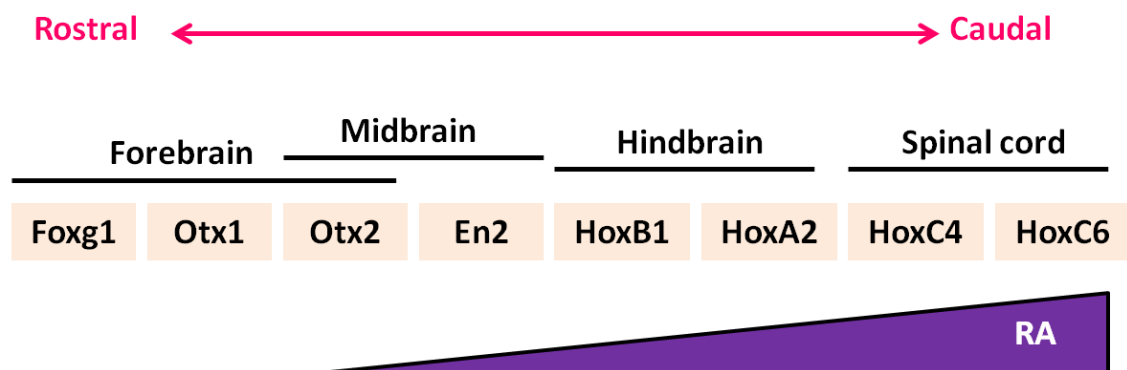 Rostral Caudal
Forebrain Midbrain Hindbrain Spinal cord
Foxg1 Otx1 Otx2 En2 HoxB1 HoxA2 HoxC4 HoxC6
RA